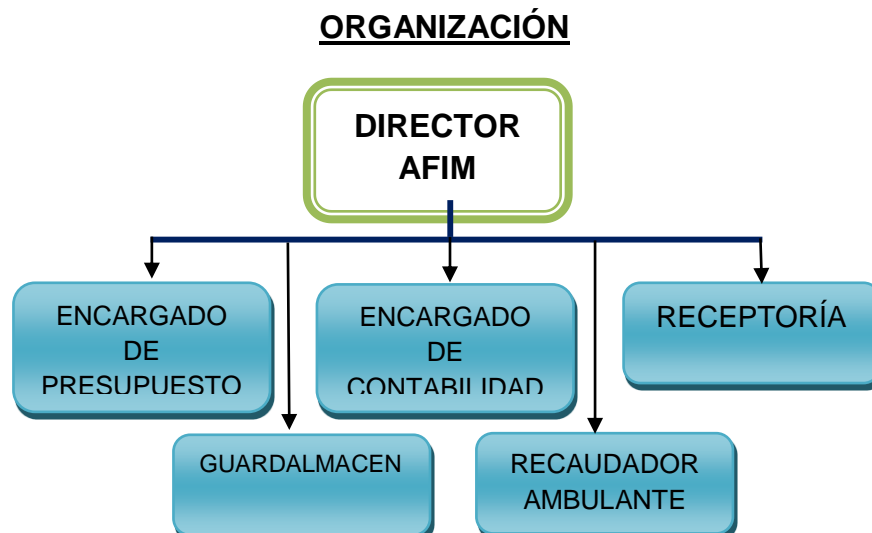 ORGANIZACIÓN
DIRECTOR
AFIM
ENCARGADO
DE
PRESUPUESTO
ENCARGADO
DE
CONTABILIDAD
RECEPTORÍA
GUARDALMACEN
RECAUDADOR
AMBULANTE